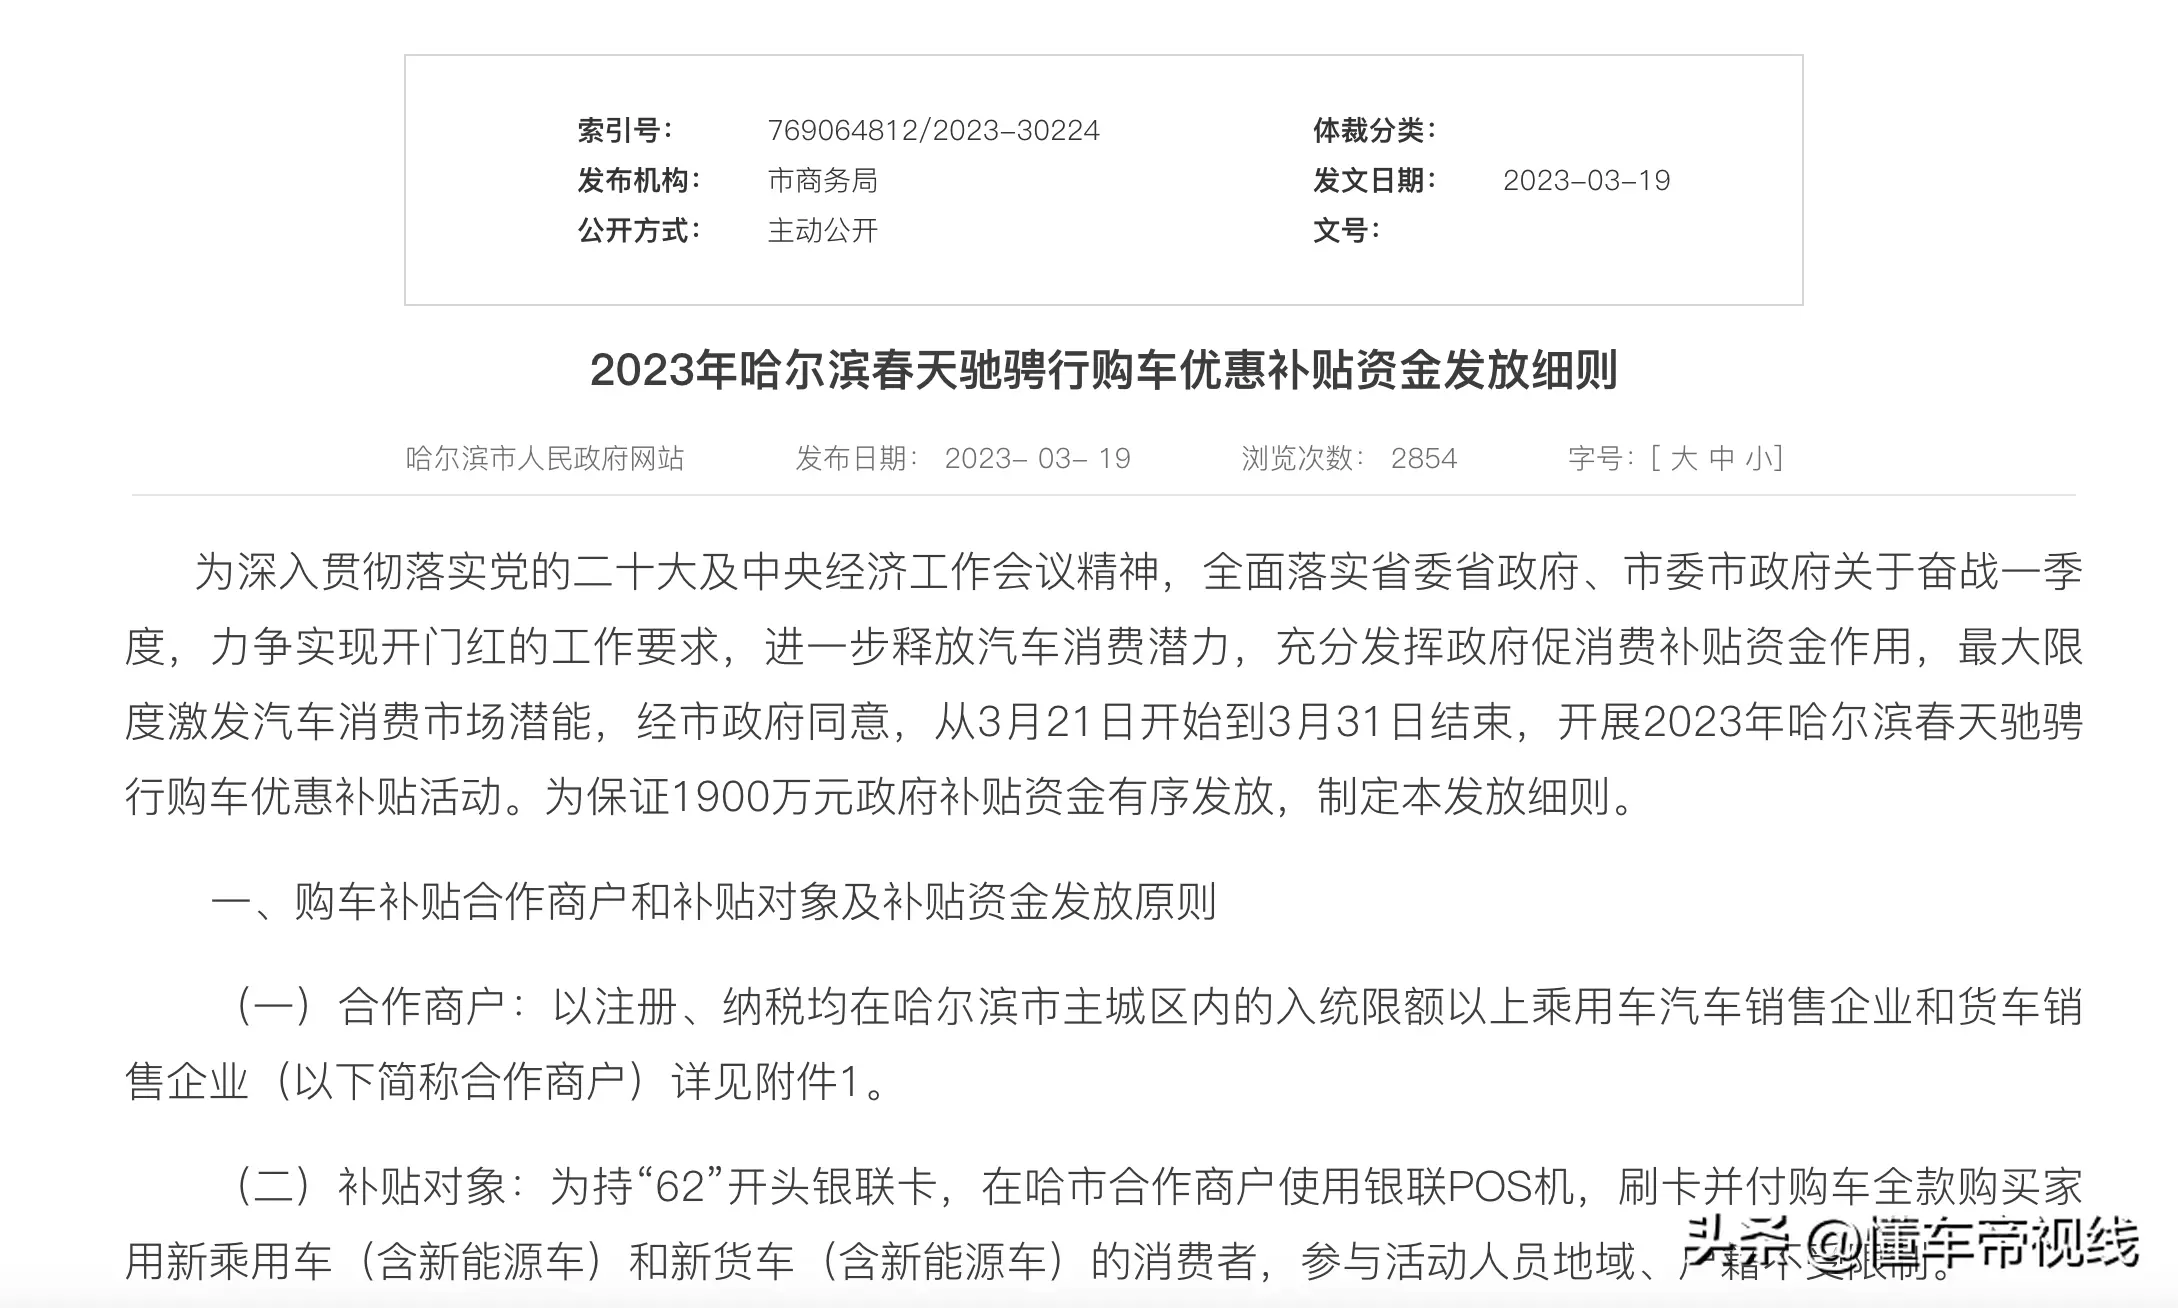 索引号： 769064812/2023-30224 体裁分类：
发布机构： 市商务局 发文日期： 2023-03-19
公开方式： 主动公开 文号：
2023年哈尔滨春天驰骋行购车优惠补贴资金发放细则
哈尔滨市人民政府网站 发布日期： 2023- 03- 19 浏览次数： 2854 字号：[ 大 中 小]
为深入贯彻落实党的二十大及中央经济工作会议精神，全面落实省委省政府、市委市政府关于奋战一季
度，力争实现开门红的工作要求，进一步释放汽车消费潜力，充分发挥政府促消费补贴资金作用，最大限
度激发汽车消费市场潜能，经市政府同意，从3月21日开始到3月31日结束，开展2023年哈尔滨春天驰骋
行购车优惠补贴活动。为保证1900万元政府补贴资金有序发放，制定本发放细则。
一、购车补贴合作商户和补贴对象及补贴资金发放原则
（一）合作商户：以注册、纳税均在哈尔滨市主城区内的入统限额以上乘用车汽车销售企业和货车销
售企业（以下简称合作商户）详见附件1。
（二）补贴对象：为持“62”开头银联卡，在哈市合作商户使用银联POS机，刷卡并付购车全款购买家
用新乘用车（含新能源车）和新货车（含新能源车）的消费者，参与活动人员地域、户籍不受限制。
头条 @懂车帝视线